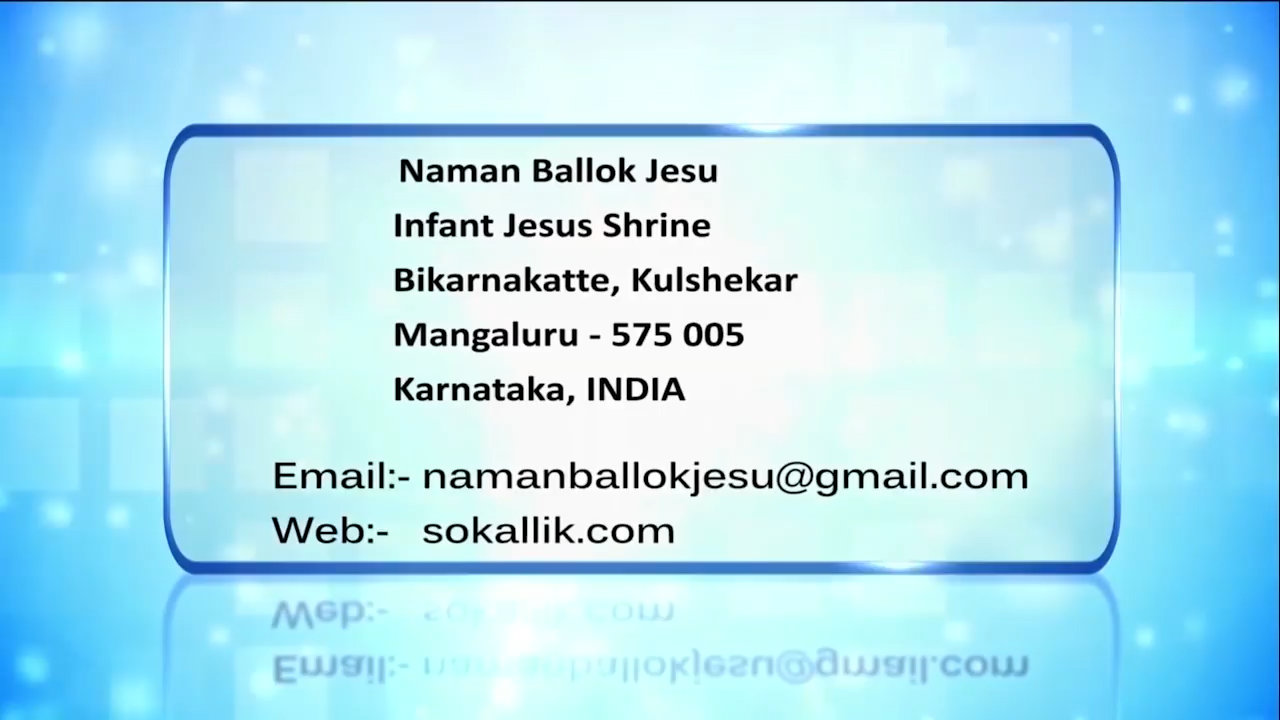 Naman Ballok Jesu
Infant Jesus Shrine
Bikarnakatte, Kulshekar
Mangaluru - 575 005
Karnataka, INDIA
Email:- namanballokjesu@gmail.com
Web:- sokallik.com